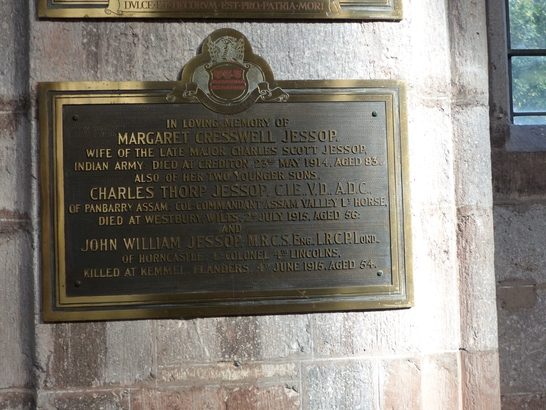 DVLCE ET DECORVM·EST·PRO·PATRIA·MORI
IN LOVING MEMORY OF
MARGARET CRESSWELL JESSOP,
WIFE OF THE LATE MAJOR CHARLES SCOTT JESSOP,
INDIAN ARMY. DIED AT CREDITON 23RD MAY 1914, AGED 83.
ALSO OF HER TWO YOUNGER SONS,
CHARLES THORP JESSOP, C.I.E. V.D., A.D.C.
OF PANBARRY ASSAM. COL: COMMANDANT ASSAM VALLEY LT HORSE.
DIED AT WESTBURY, WILTS, 2ND JULY 1915, AGED 56:
AND
JOHN WILLIAM JESSOP. M.R.C.S. ENG. L.R.C.P. LOND.
OF HORNCASTLE. LT COLONEL 4TH LINCOLNS,
KILLED AT KEMMEL, FLANDERS, 4TH JUNE 1915, AGED 54.